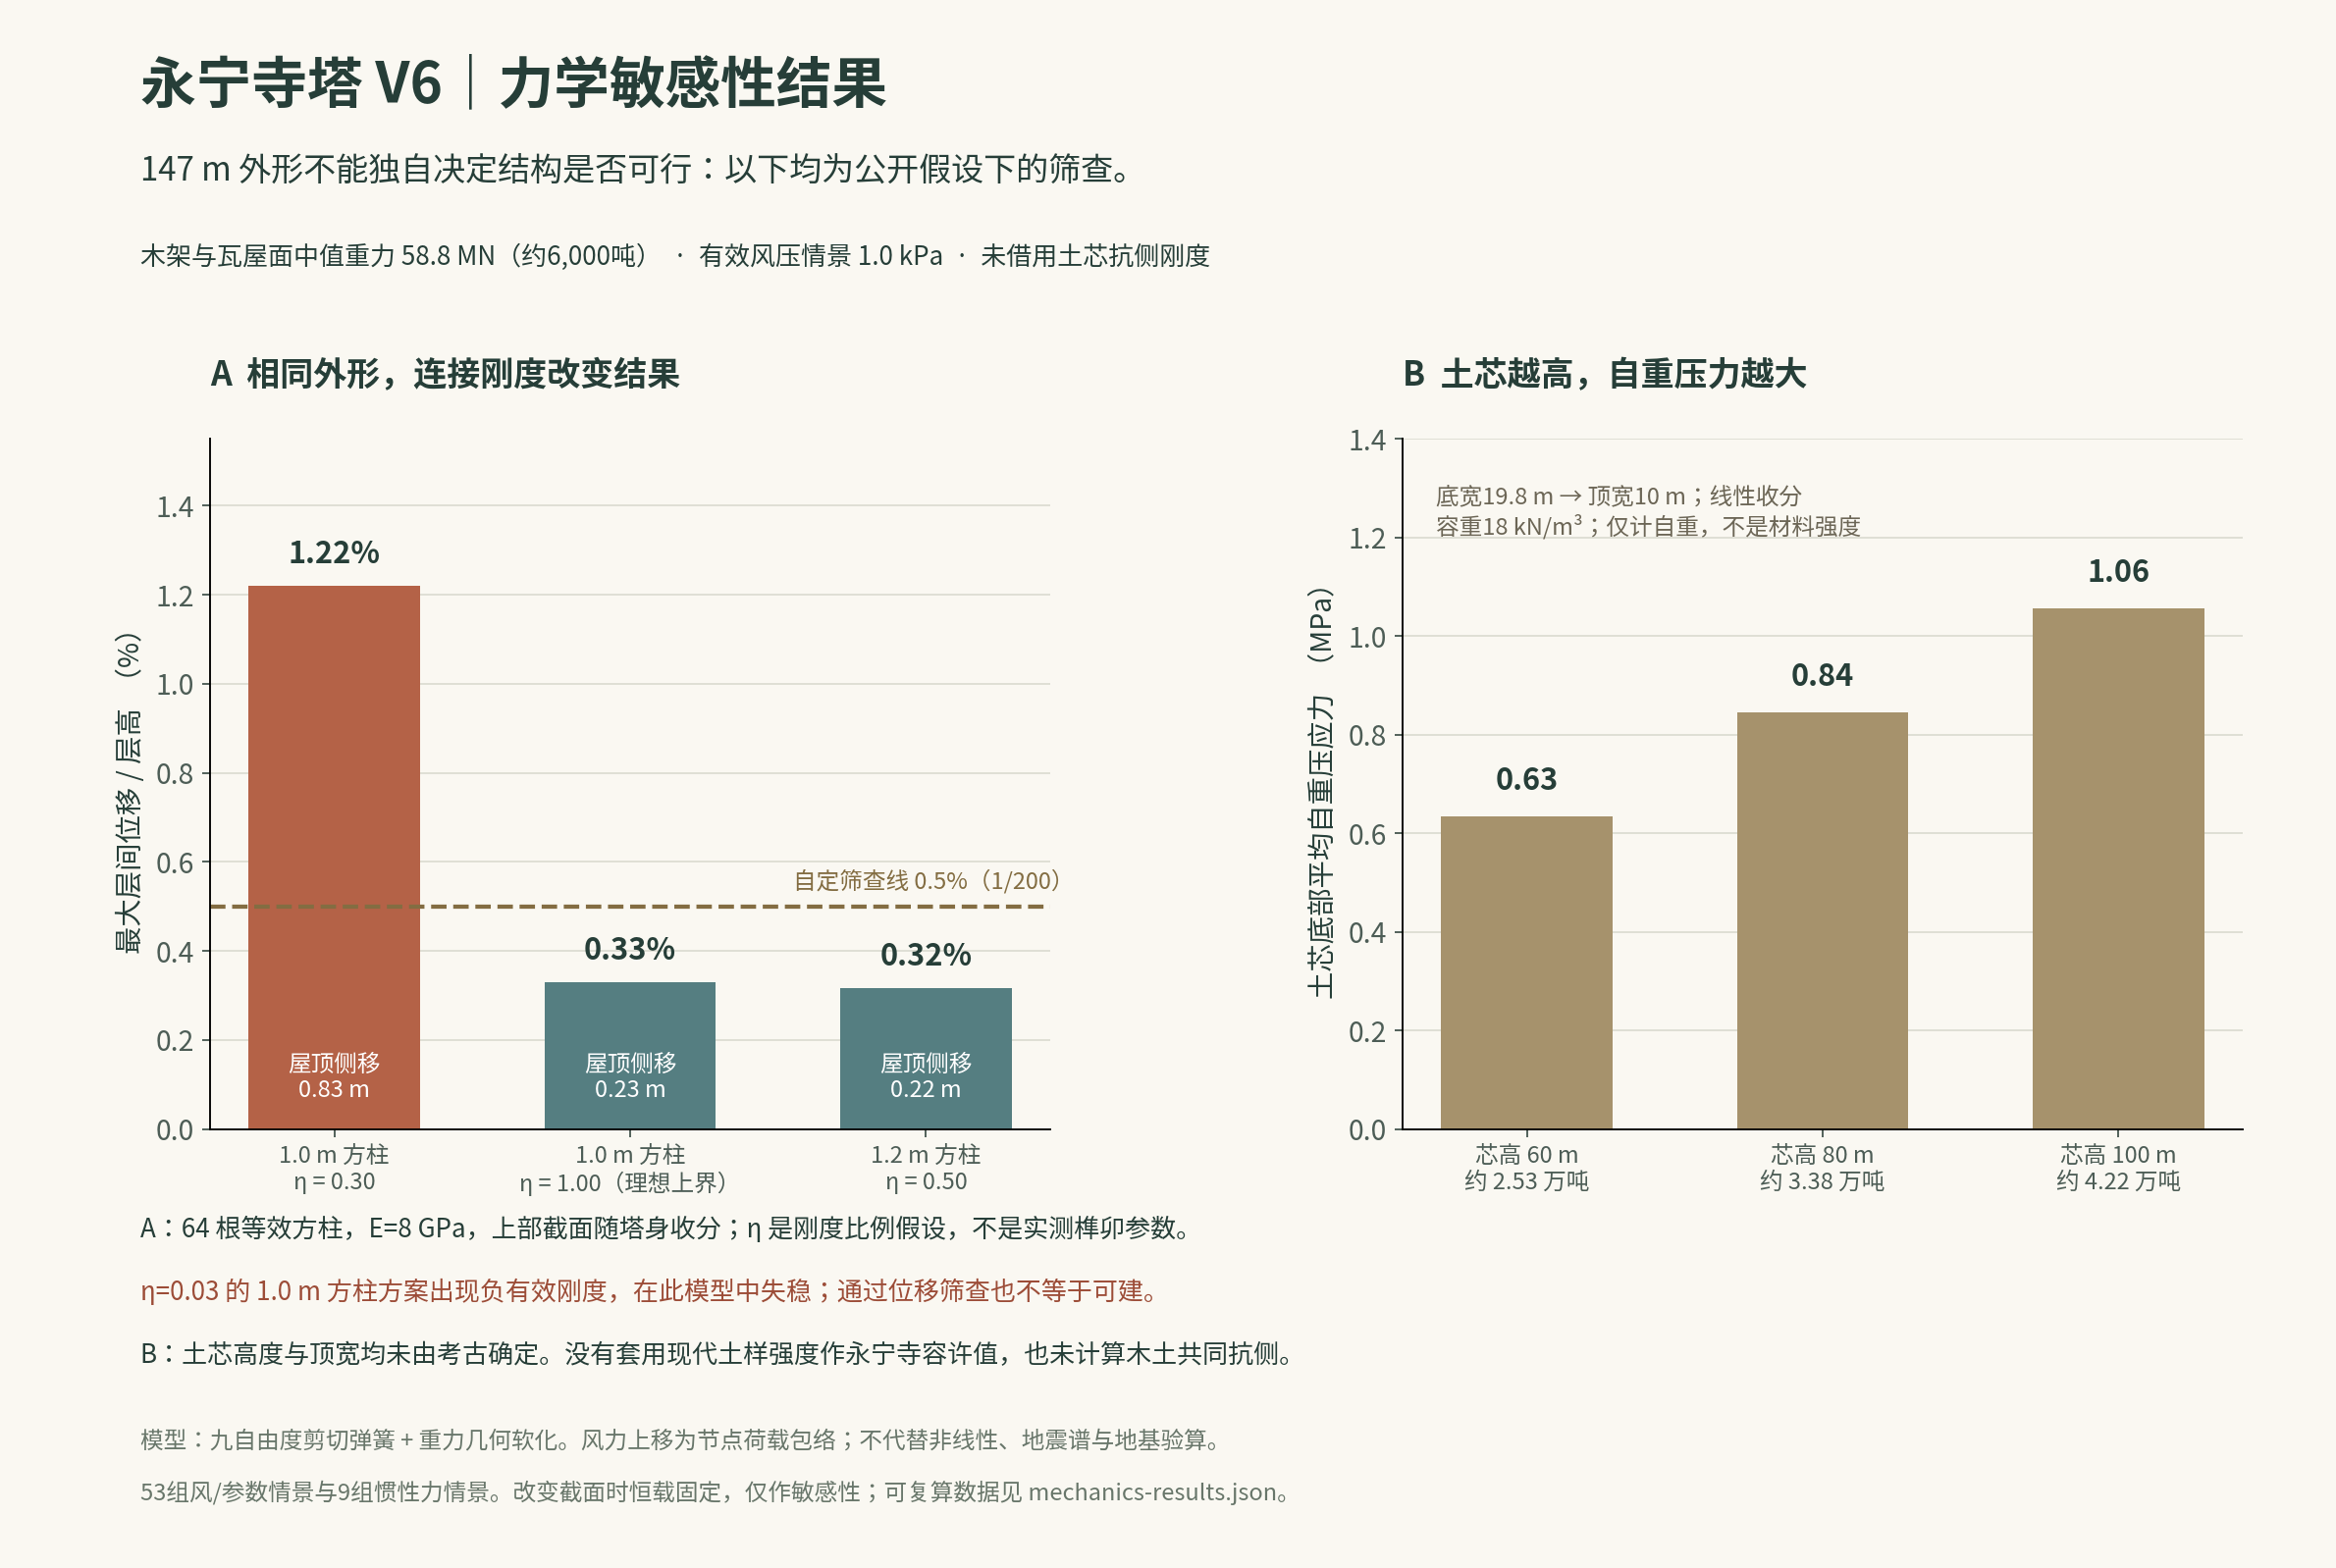 永宁寺塔 V6｜力学敏感性结果
147 m 外形不能独自决定结构是否可行：以下均为公开假设下的筛查。
木架与瓦屋面中值重力 58.8 MN（约6,000吨） · 有效风压情景 1.0 kPa · 未借用土芯抗侧刚度
A 相同外形，连接刚度改变结果
最大层间位移 / 层高 （%）
1.4
1.2
1.0
0.8
0.6
0.4
0.2
0.0
1.22%
0.33%
0.32%
自定筛查线 0.5%（1/200）
屋顶侧移
0.83 m
屋顶侧移
0.23 m
屋顶侧移
0.22 m
1.0 m 方柱
η = 0.30
1.0 m 方柱
η = 1.00（理想上界）
1.2 m 方柱
η = 0.50
B 土芯越高，自重压力越大
土芯底部平均自重压应力 （MPa）
1.4
1.2
1.0
0.8
0.6
0.4
0.2
0.0
底宽19.8 m → 顶宽10 m；线性收分
容重18 kN/m³；仅计自重，不是材料强度
0.63
0.84
1.06
芯高 60 m
约 2.53 万吨
芯高 80 m
约 3.38 万吨
芯高 100 m
约 4.22 万吨
A：64 根等效方柱，E=8 GPa，上部截面随塔身收分；η 是刚度比例假设，不是实测榫卯参数。
η=0.03 的 1.0 m 方柱方案出现负有效刚度，在此模型中失稳；通过位移筛查也不等于可建。
B：土芯高度与顶宽均未由考古确定。没有套用现代土样强度作永宁寺容许值，也未计算木土共同抗侧。
模型：九自由度剪切弹簧 + 重力几何软化。风力上移为节点荷载包络；不代替非线性、地震谱与地基验算。
53组风/参数情景与9组惯性力情景。改变截面时恒载固定，仅作敏感性；可复算数据见 mechanics-results.json。